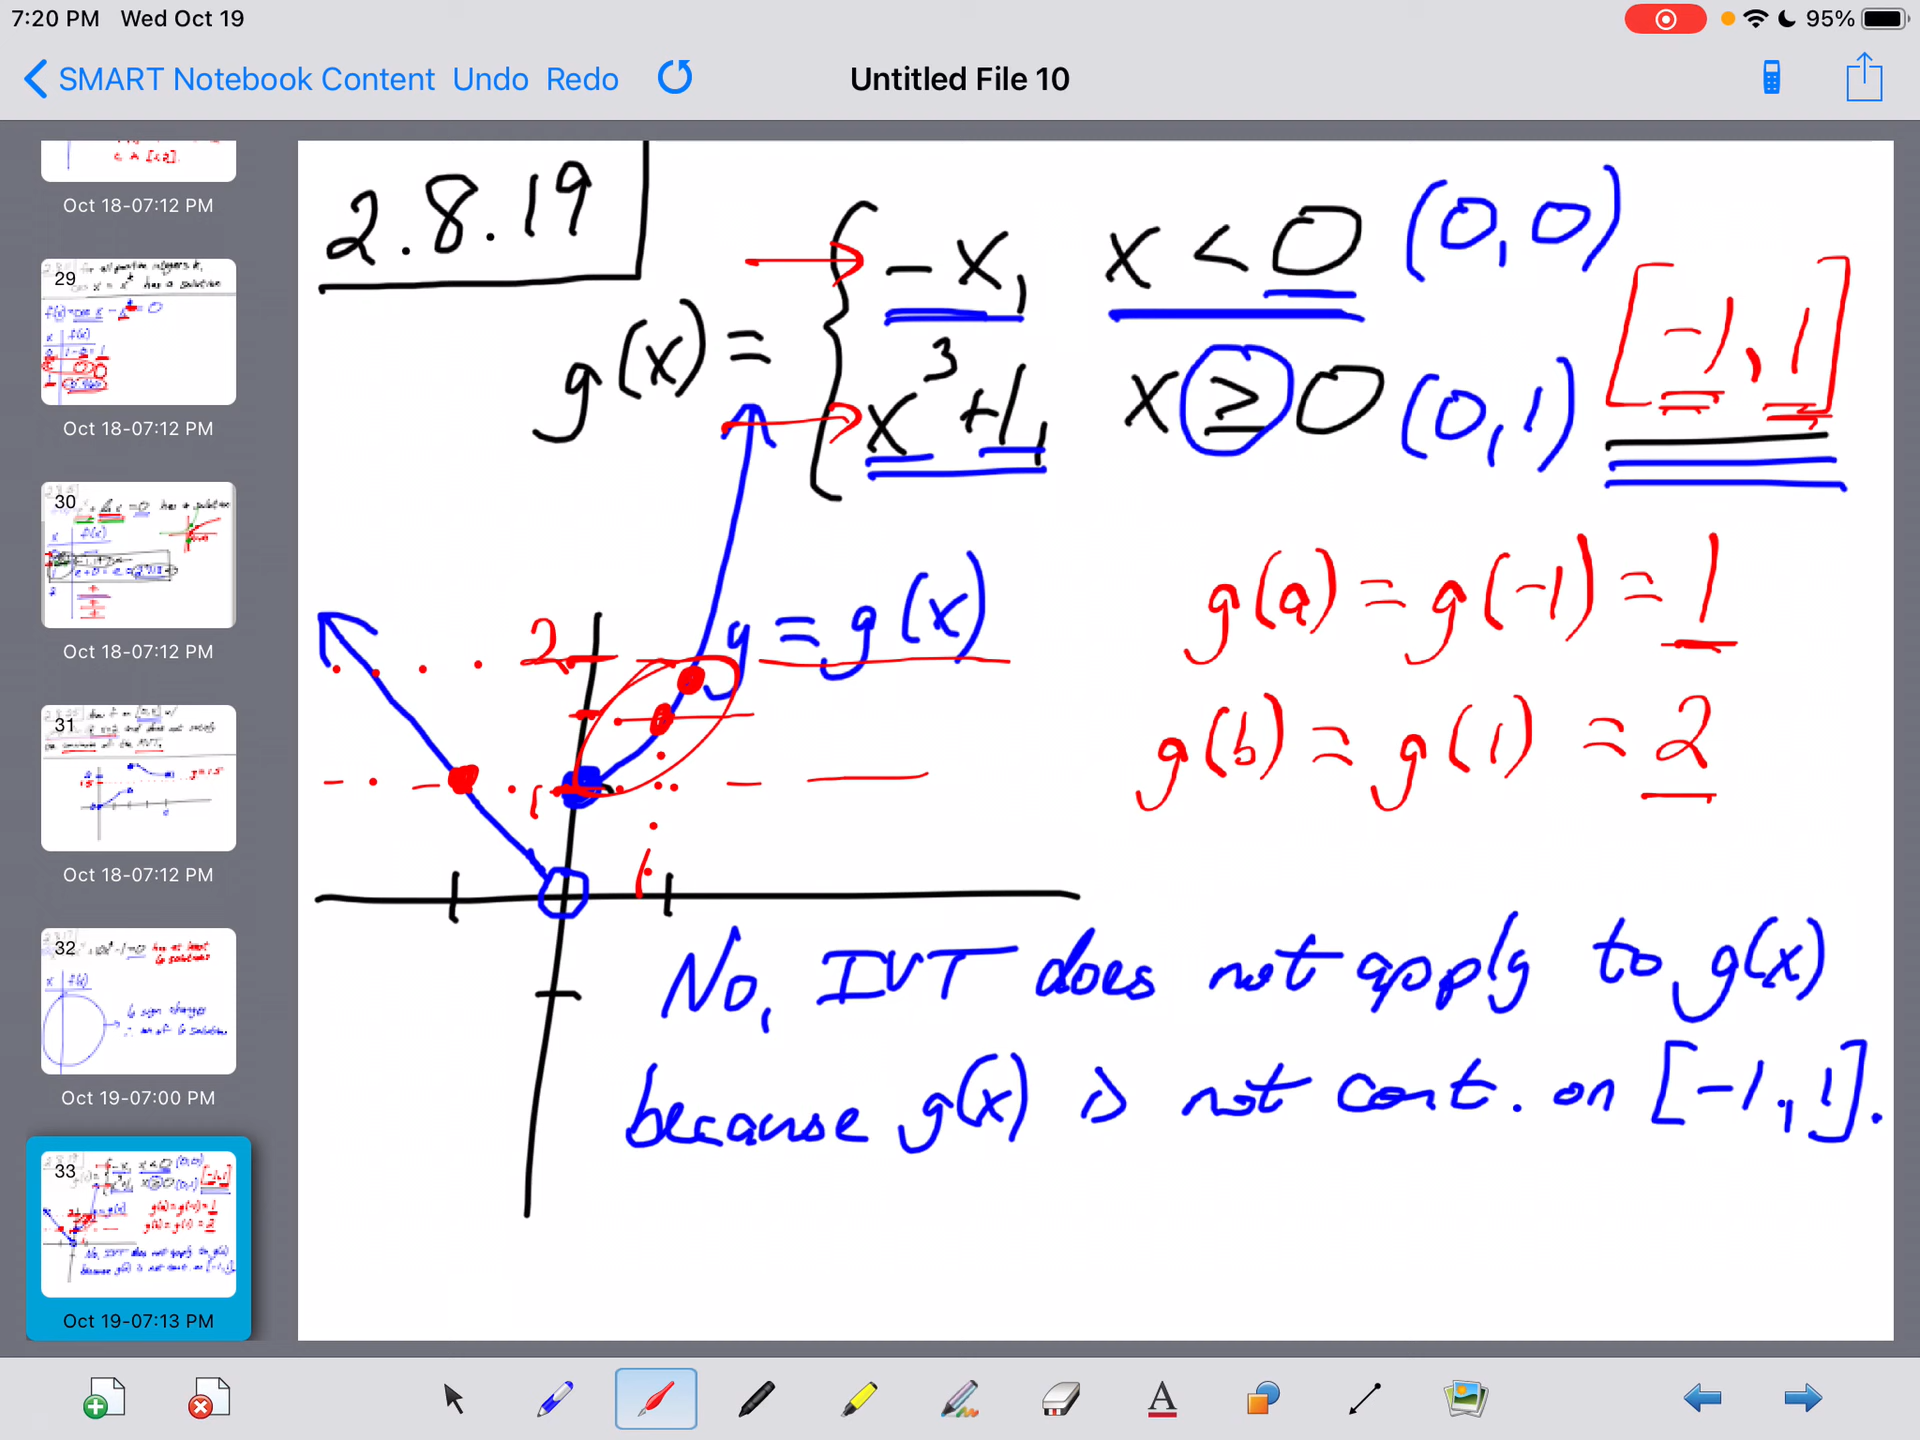 7:20 PM Wed Oct 19
95%
SMART Notebook Content Undo Redo
Untitled File 10
Oct 18-07:12 PM
29
Oct 18-07:12 PM
30
Oct 18-07:12 PM
31
Oct 18-07:12 PM
32
Oct 19-07:00 PM
33
Oct 19-07:13 PM
2.8.19
g(x) = { -x, x < 0 (0,0)
x³+1, x ≥ 0 (0,1)
[-1, 1]
y = g(x)
2
1
1
g(a) = g(-1) = 1
g(b) = g(1) = 2
No, IVT does not apply to g(x)
because g(x) is not cont. on [-1,1].